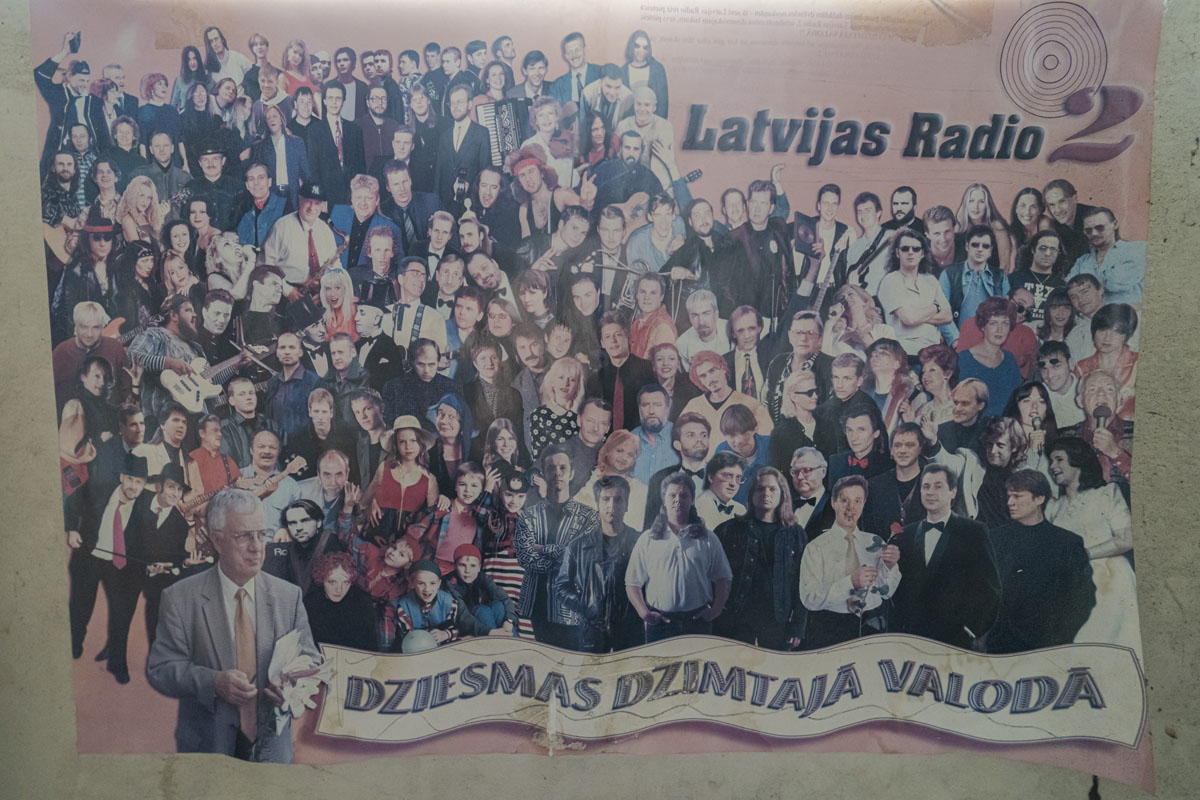 Latvijas Radio 2
DZIESMAS DZIMTAJĀ VALODĀ